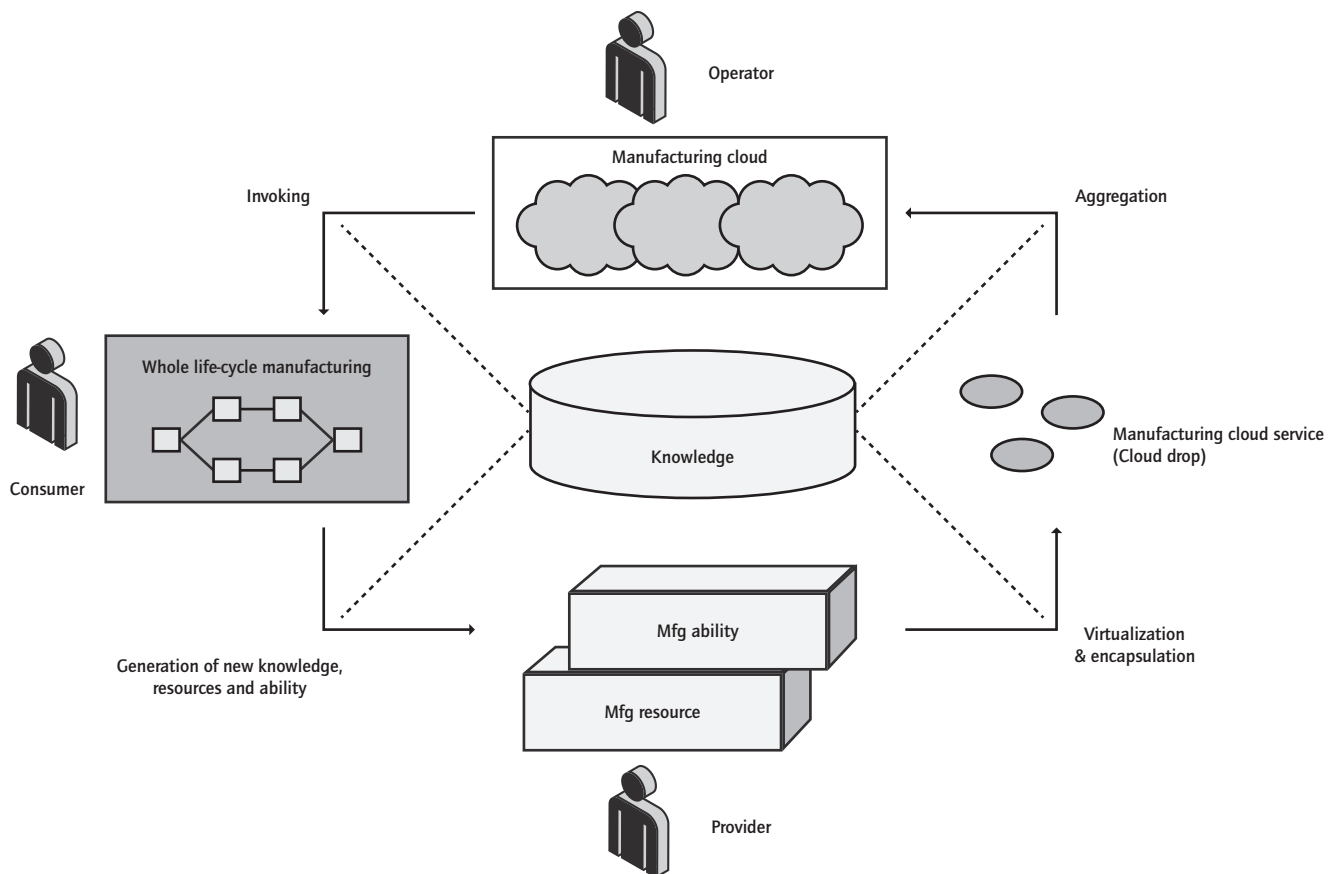 Operator
Manufacturing cloud
Invoking
Aggregation
Whole life-cycle manufacturing
Knowledge
Manufacturing cloud service
(Cloud drop)
Consumer
Mfg ability
Virtualization
& encapsulation
Generation of new knowledge,
resources and ability
Mfg resource
Provider